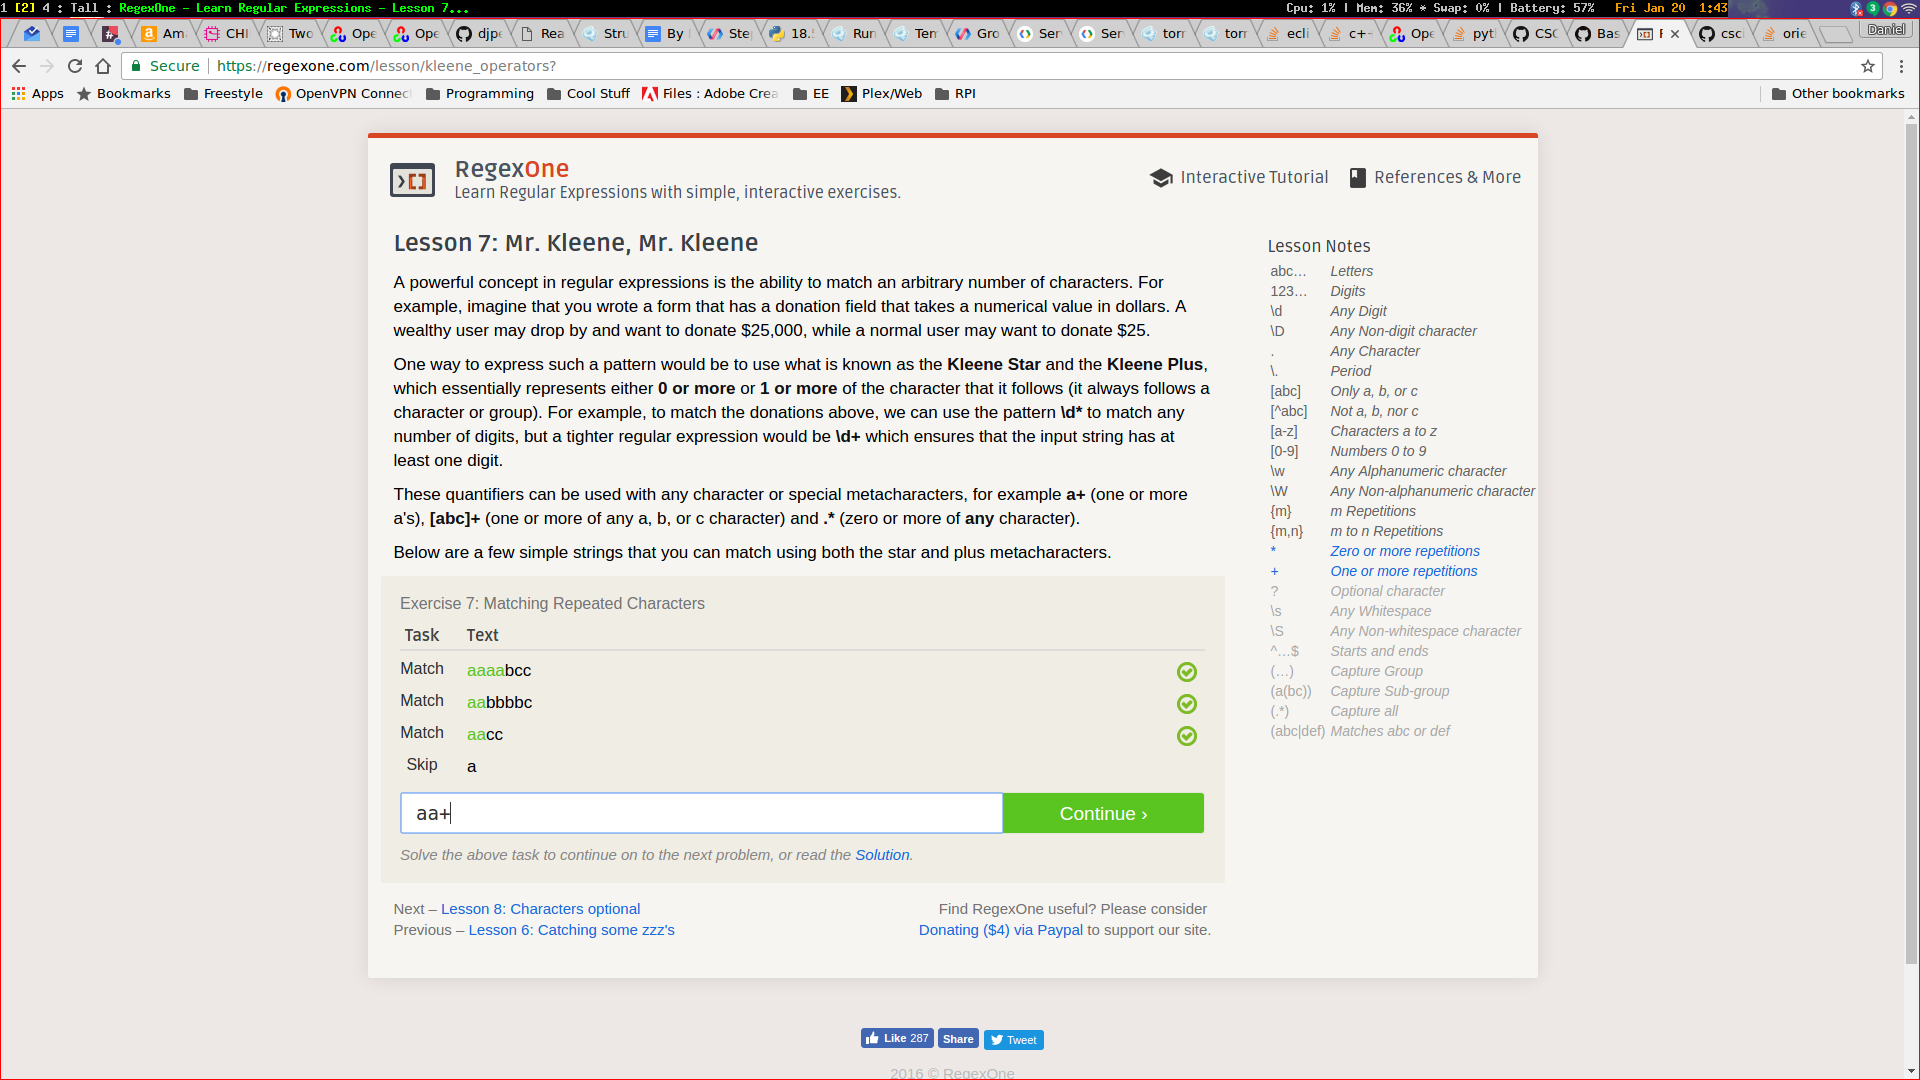 1 [2] 4 : Tall : RegexOne - Learn Regular Expressions - Lesson 7...
Cpu: 1% | Mem: 36% * Swap: 0% | Battery: 57% Fri Jan 20 1:43
Am CHI Two Ope Ope djpe Rea Stru By Ste 18. Run Tem Gro Ser Ser torr torr ecli c++ Ope pyt CSC Bas csc orie Daniel
Secure https://regexone.com/lesson/kleene_operators?
Apps Bookmarks Freestyle OpenVPN Connec Programming Cool Stuff Files : Adobe Crea EE Plex/Web RPI Other bookmarks
RegexOne
Learn Regular Expressions with simple, interactive exercises.
Interactive Tutorial References & More
Lesson 7: Mr. Kleene, Mr. Kleene
A powerful concept in regular expressions is the ability to match an arbitrary number of characters. For
example, imagine that you wrote a form that has a donation field that takes a numerical value in dollars. A
wealthy user may drop by and want to donate $25,000, while a normal user may want to donate $25.
One way to express such a pattern would be to use what is known as the Kleene Star and the Kleene Plus,
which essentially represents either 0 or more or 1 or more of the character that it follows (it always follows a
character or group). For example, to match the donations above, we can use the pattern \d* to match any
number of digits, but a tighter regular expression would be \d+ which ensures that the input string has at
least one digit.
These quantifiers can be used with any character or special metacharacters, for example a+ (one or more
a's), [abc]+ (one or more of any a, b, or c character) and .* (zero or more of any character).
Below are a few simple strings that you can match using both the star and plus metacharacters.
Exercise 7: Matching Repeated Characters
Task Text
Match aaaabcc
Match aabbbbc
Match aacc
Skip a
aa+
Continue ›
Solve the above task to continue on to the next problem, or read the Solution.
Next – Lesson 8: Characters optional
Previous – Lesson 6: Catching some zzz's
Find RegexOne useful? Please consider
Donating ($4) via Paypal to support our site.
Lesson Notes
abc… Letters
123… Digits
\d Any Digit
\D Any Non-digit character
. Any Character
\. Period
[abc] Only a, b, or c
[^abc] Not a, b, nor c
[a-z] Characters a to z
[0-9] Numbers 0 to 9
\w Any Alphanumeric character
\W Any Non-alphanumeric character
{m} m Repetitions
{m,n} m to n Repetitions
* Zero or more repetitions
+ One or more repetitions
? Optional character
\s Any Whitespace
\S Any Non-whitespace character
^…$ Starts and ends
(…) Capture Group
(a(bc)) Capture Sub-group
(.*) Capture all
(abc|def) Matches abc or def
Like 287 Share Tweet
2016 © RegexOne